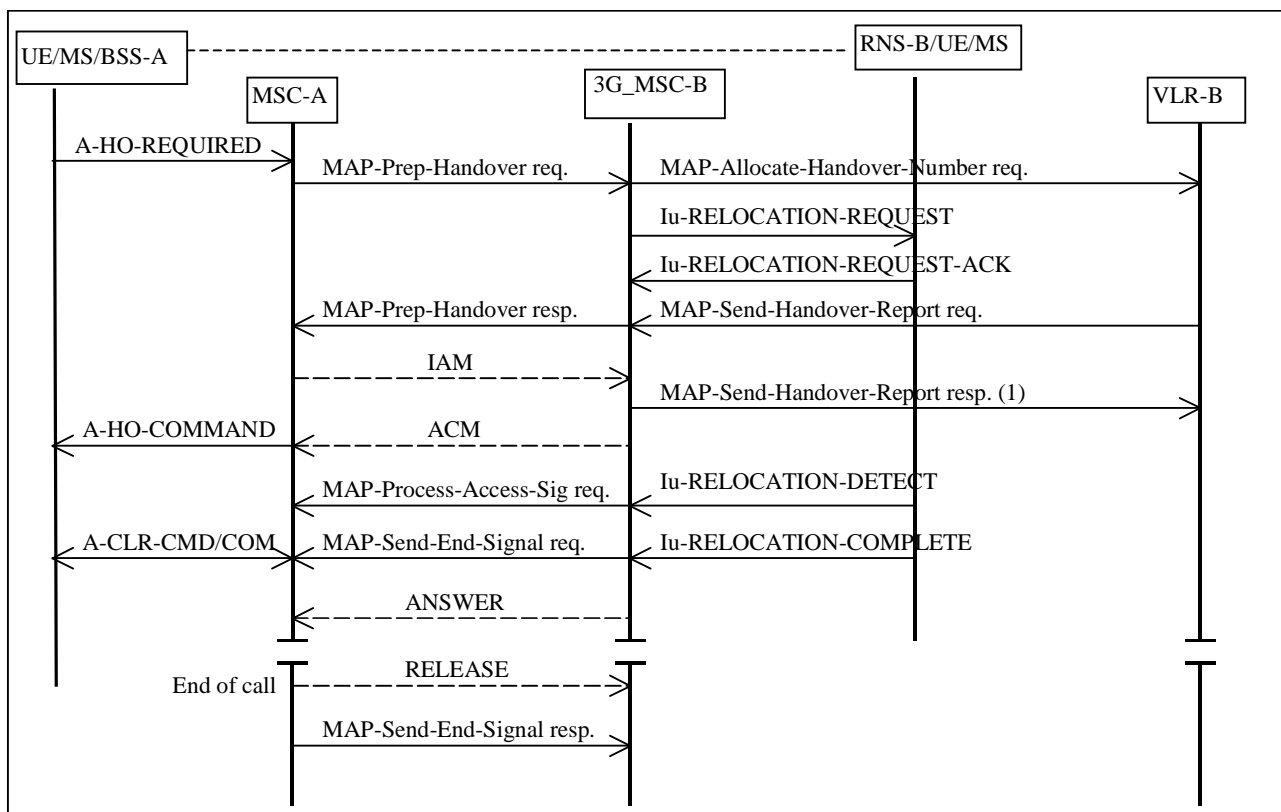 UE/MS/BSS-A
RNS-B/UE/MS
MSC-A
3G_MSC-B
VLR-B
A-HO-REQUIRED
MAP-Prep-Handover req.
MAP-Allocate-Handover-Number req.
Iu-RELOCATION-REQUEST
Iu-RELOCATION-REQUEST-ACK
MAP-Prep-Handover resp.
MAP-Send-Handover-Report req.
IAM
MAP-Send-Handover-Report resp. (1)
A-HO-COMMAND
ACM
MAP-Process-Access-Sig req.
Iu-RELOCATION-DETECT
A-CLR-CMD/COM
MAP-Send-End-Signal req.
Iu-RELOCATION-COMPLETE
ANSWER
RELEASE
End of call
MAP-Send-End-Signal resp.